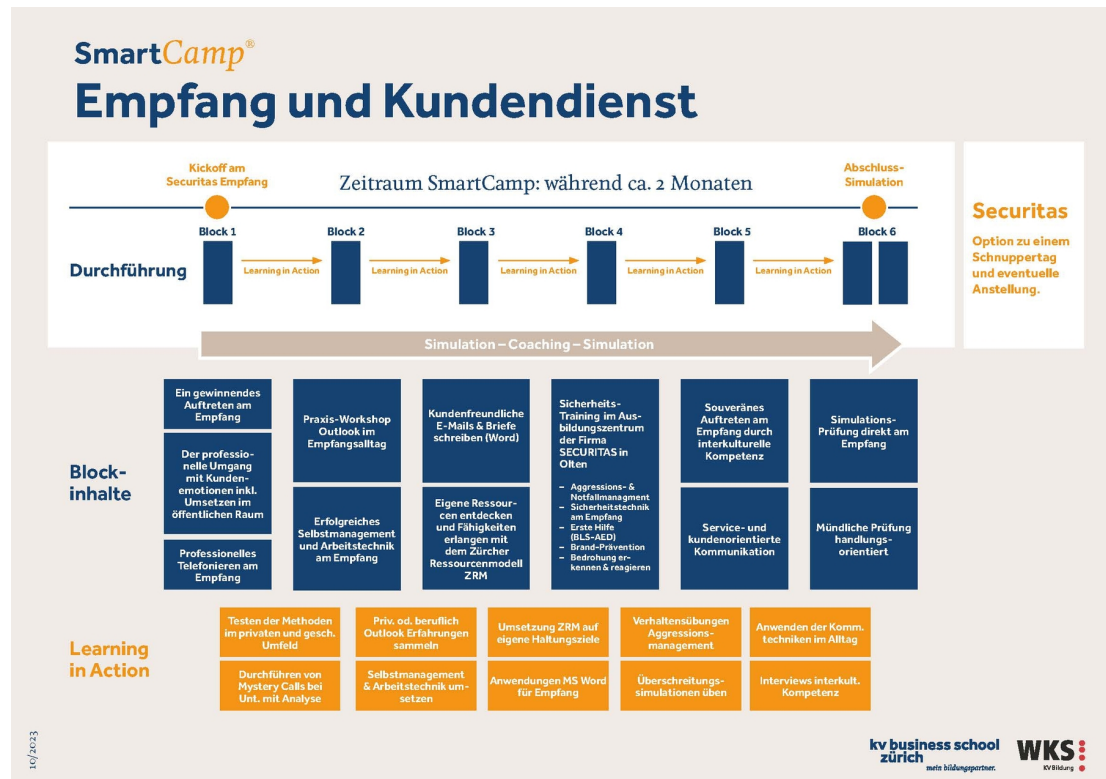 SmartCamp®
Empfang und Kundendienst
Kickoff am
Securitas Empfang
Zeitraum SmartCamp: während ca. 2 Monaten
Abschluss-
Simulation
Block 1
Block 2
Block 3
Block 4
Block 5
Block 6
Durchführung
Learning in Action
Learning in Action
Learning in Action
Learning in Action
Learning in Action
Securitas
Option zu einem
Schnuppertag
und eventuelle
Anstellung.
Simulation – Coaching – Simulation
Block-
inhalte
Ein gewinnendes
Auftreten am
Empfang
Der professio-
nelle Umgang
mit Kunden-
emotionen inkl.
Umsetzen im
öffentlichen Raum
Professionelles
Telefonieren am
Empfang
Praxis-Workshop
Outlook im
Empfangsalltag
Erfolgreiches
Selbstmanagement
und Arbeitstechnik
am Empfang
Kundenfreundliche
E-Mails & Briefe
schreiben (Word)
Eigene Ressour-
cen entdecken
und Fähigkeiten
erlangen mit
dem Zürcher
Ressourcenmodell
ZRM
Sicherheits-
Training im Aus-
bildungszentrum
der Firma
SECURITAS in
Olten
– Aggressions- &
Notfallmanagment
– Sicherheitstechnik
am Empfang
– Erste Hilfe
(BLS-AED)
– Brand-Prävention
– Bedrohung er-
kennen & reagieren
Souveränes
Auftreten am
Empfang durch
interkulturelle
Kompetenz
Service- und
kundenorientierte
Kommunikation
Simulations-
Prüfung direkt am
Empfang
Mündliche Prüfung
handlungs-
orientiert
Learning
in Action
Testen der Methoden
im privaten und gesch.
Umfeld
Durchführen von
Mystery Calls bei
Unt. mit Analyse
Priv. od. beruflich
Outlook Erfahrungen
sammeln
Selbstmanagement
& Arbeitstechnik um-
setzen
Umsetzung ZRM auf
eigene Haltungsziele
Anwendungen MS Word
für Empfang
Verhaltensübungen
Aggressions-
management
Überschreitungs-
simulationen üben
Anwenden der Komm.
techniken im Alltag
Interviews interkult.
Kompetenz
10/2023
kv business school
zürich
mein bildungspartner.
WKS
KV Bildung